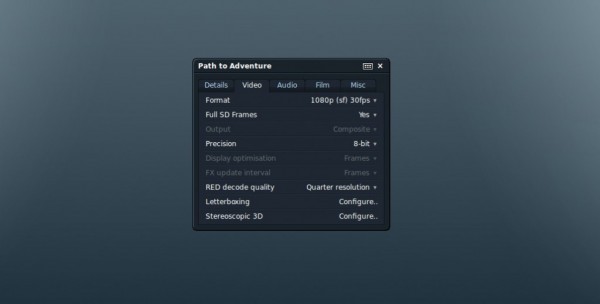 Path to Adventure
Details Video Audio Film Misc
Format 1080p (sf) 30fps
Full SD Frames Yes
Output Composite
Precision 8-bit
Display optimisation Frames
FX update interval Frames
RED decode quality Quarter resolution
Letterboxing Configure..
Stereoscopic 3D Configure..